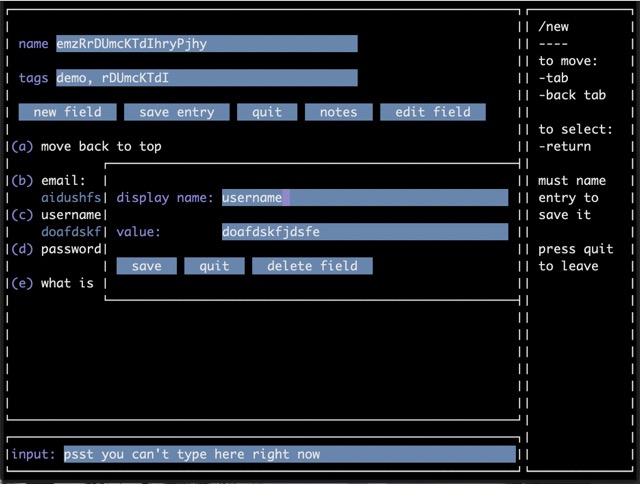 name emzRrDUmcKTdIhryPjhy
tags demo, rDUmcKTdI
new field save entry quit notes edit field
(a) move back to top
(b) email:
aidushfs
(c) username
doafdskf
(d) password
(e) what is
display name: username
value: doafdskfjdsfe
save quit delete field
input: psst you can't type here right now
/new
----
to move:
-tab
-back tab
to select:
-return
must name
entry to
save it
press quit
to leave